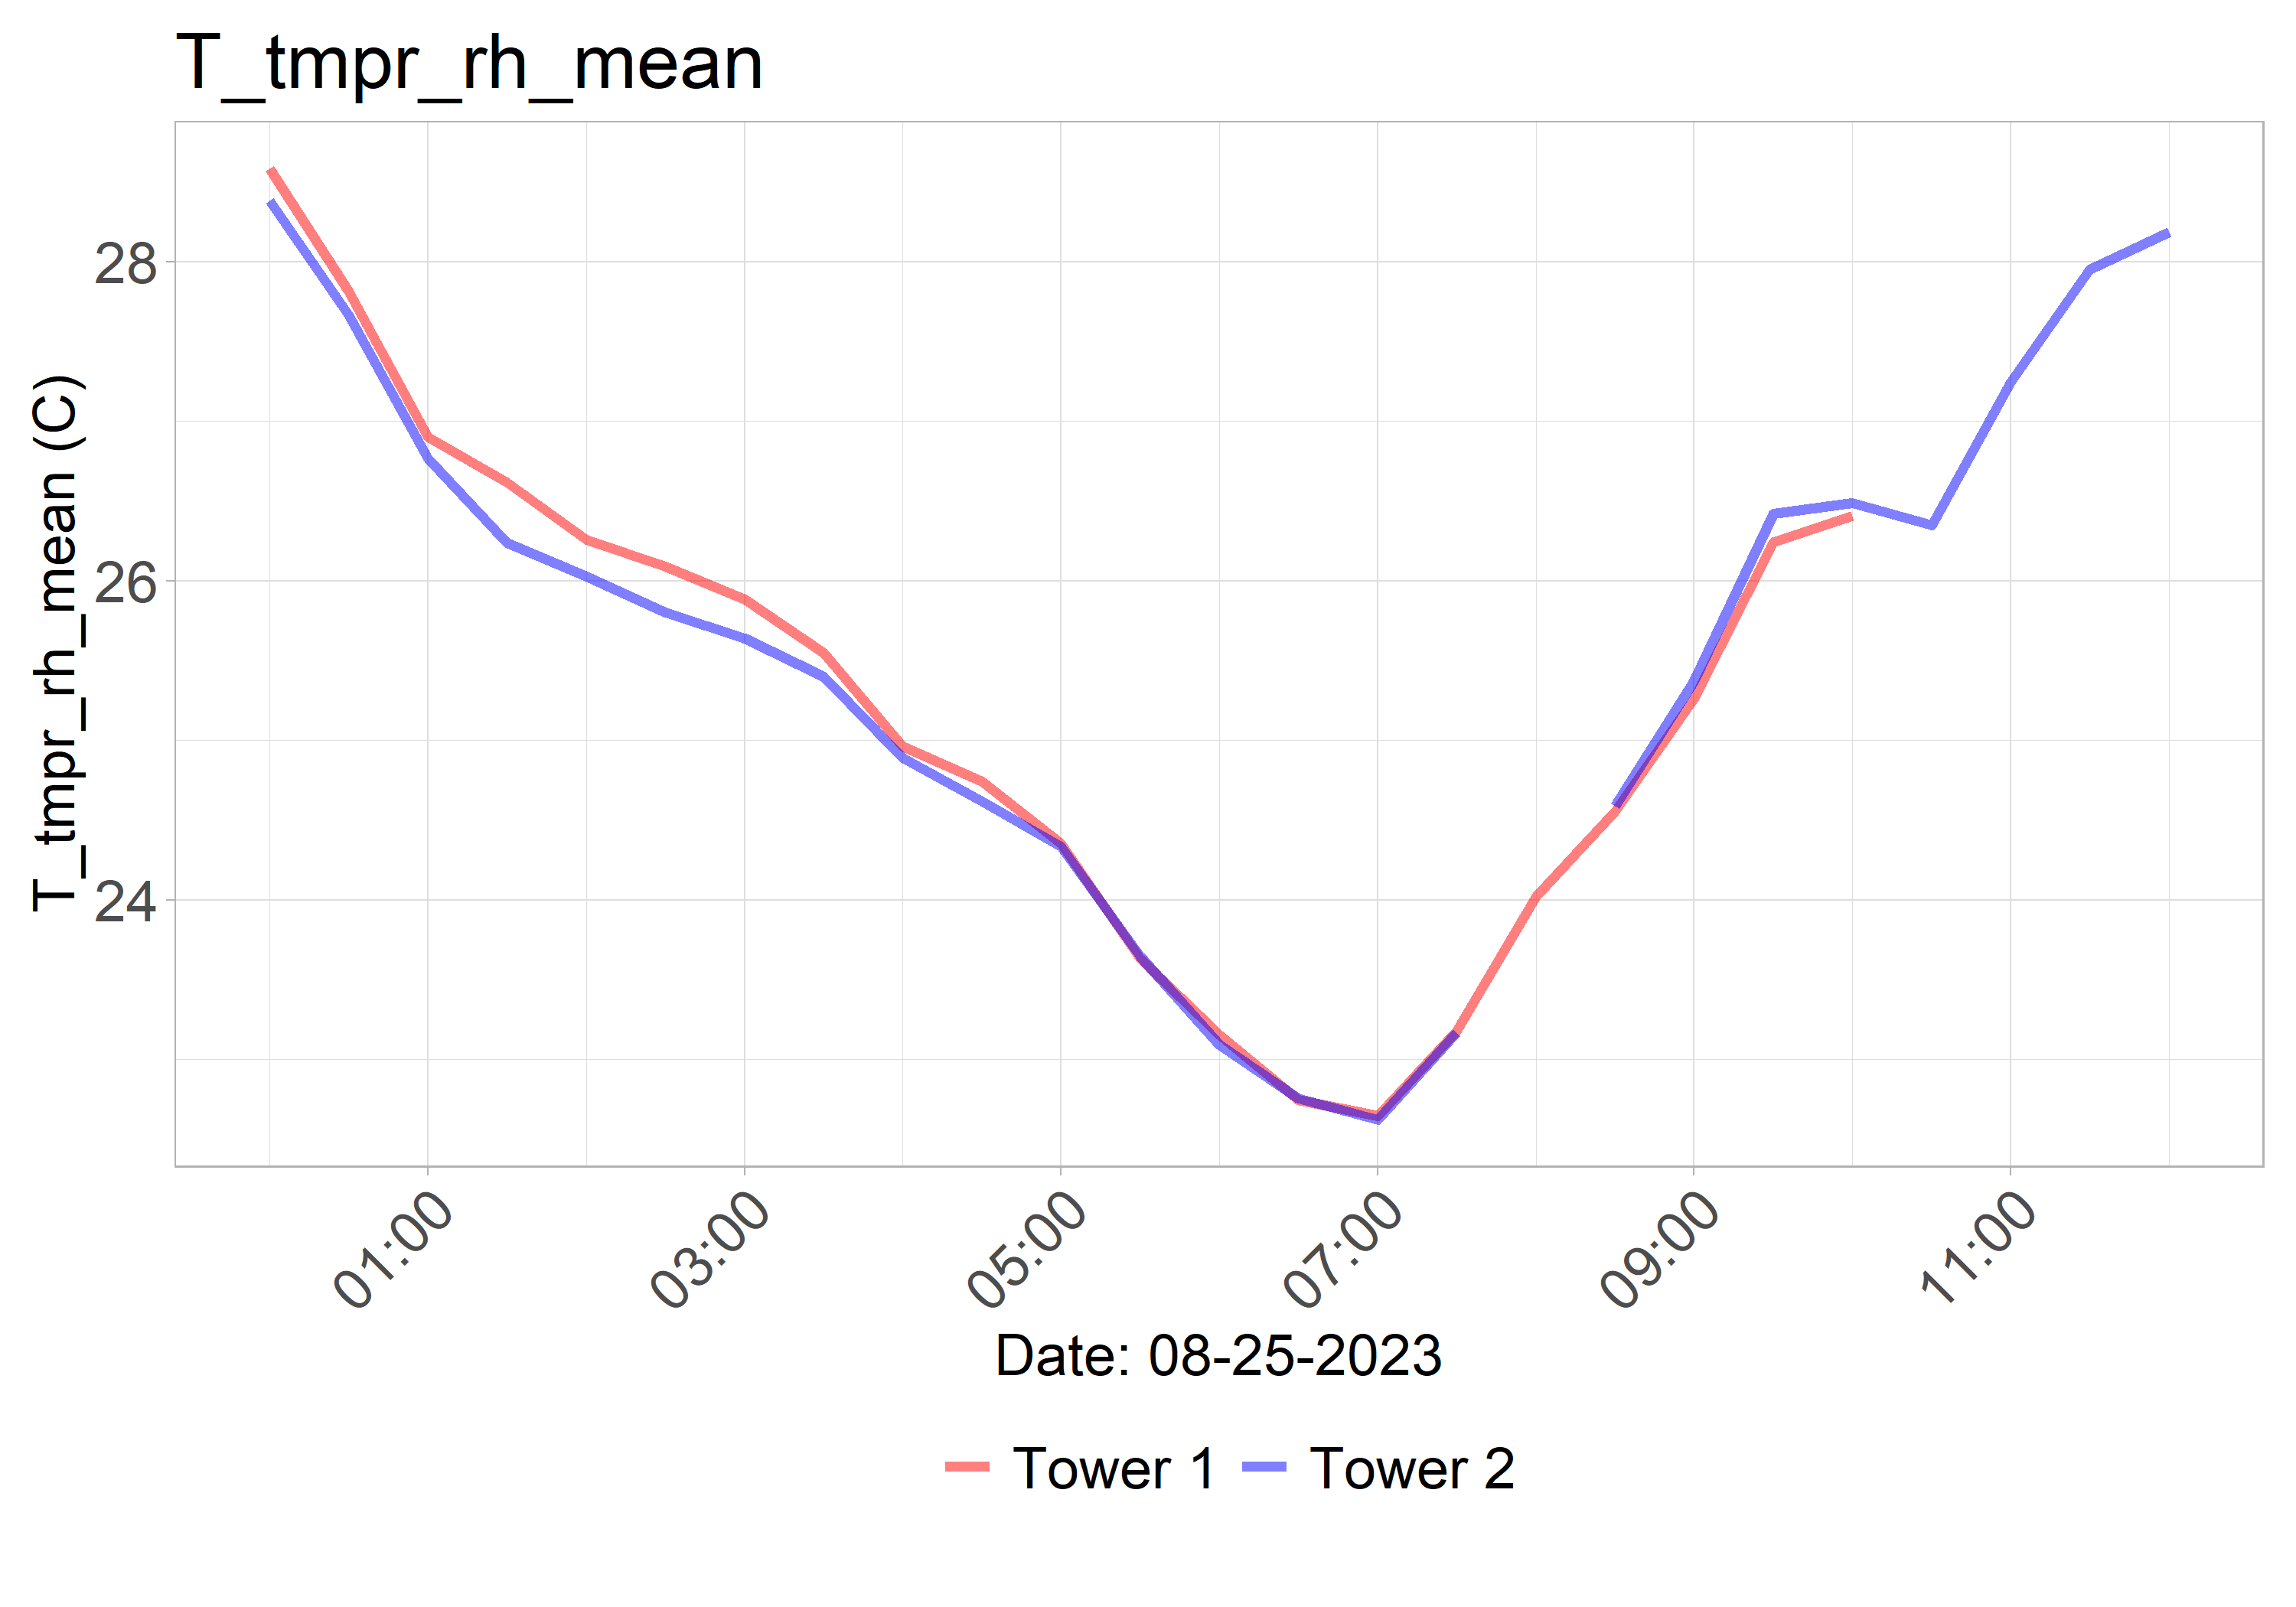 T_tmpr_rh_mean
T_tmpr_rh_mean (C)
28
26
24
01:00
03:00
05:00
07:00
09:00
11:00
Date: 08-25-2023
Tower 1
Tower 2